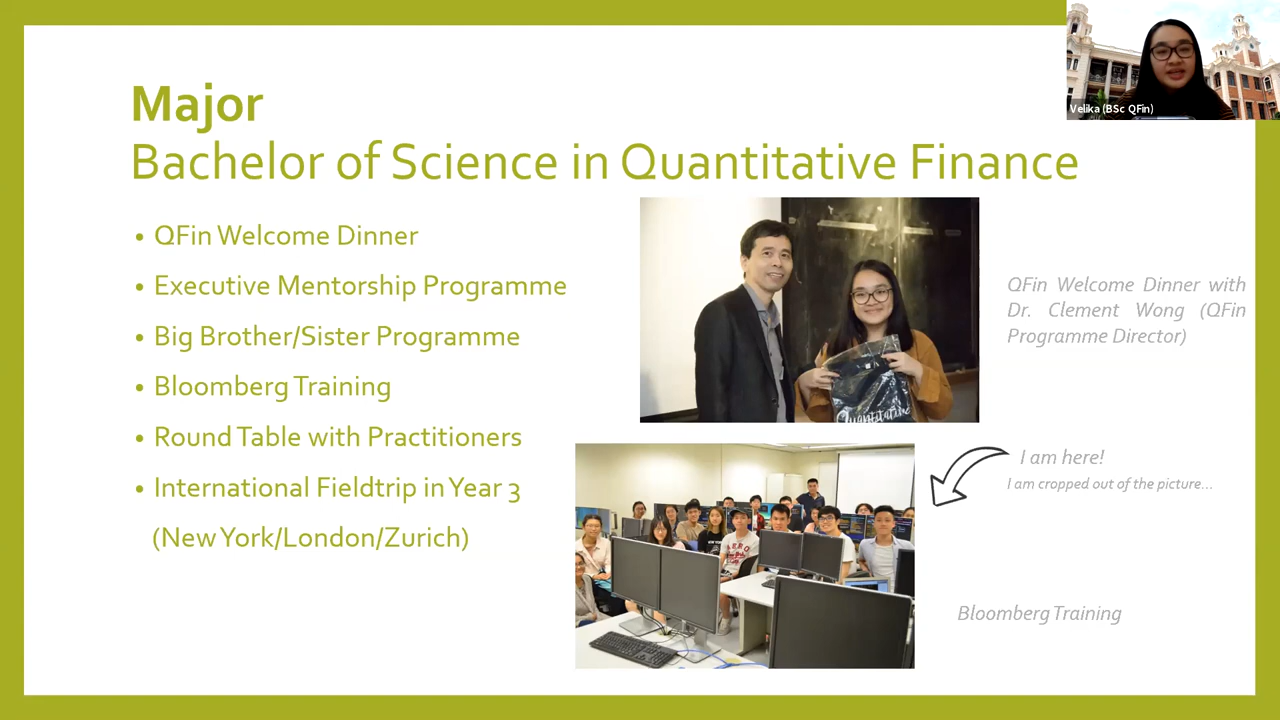 Major
Bachelor of Science in Quantitative Finance
• QFin Welcome Dinner
• Executive Mentorship Programme
• Big Brother/Sister Programme
• Bloomberg Training
• Round Table with Practitioners
• International Fieldtrip in Year 3
(New York/London/Zurich)
Velika (BSc QFin)
Quantitative
QFin Welcome Dinner with
Dr. Clement Wong (QFin
Programme Director)
I am here!
I am cropped out of the picture...
Bloomberg Training